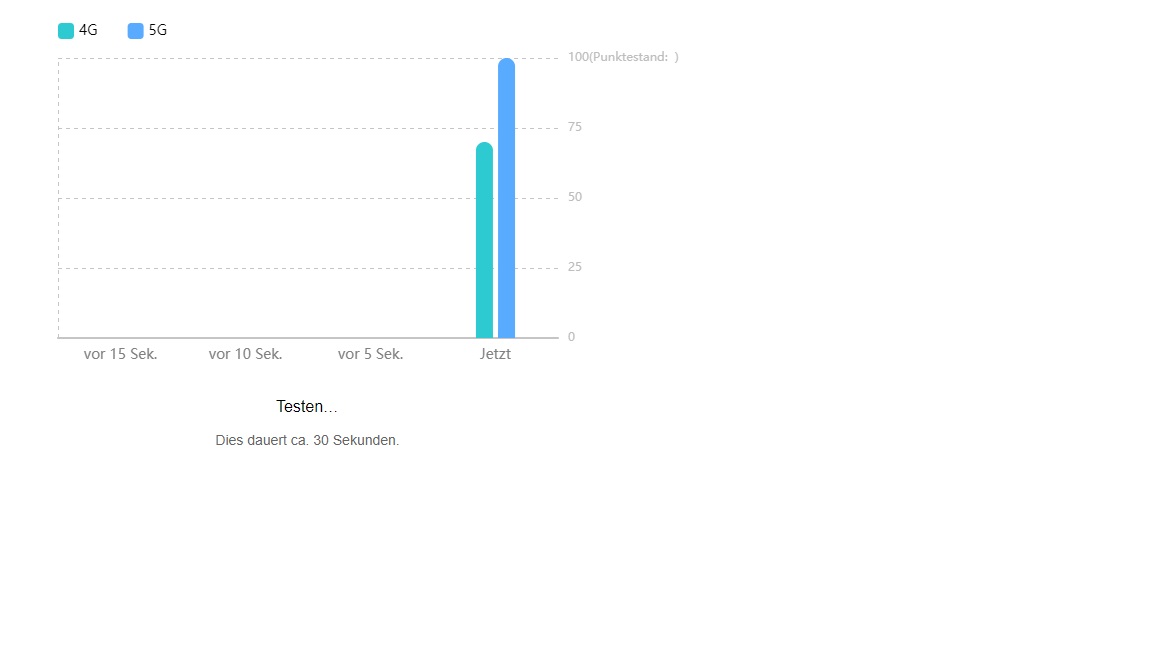 4G 5G
100(Punktestand: )
75
50
25
0
vor 15 Sek. vor 10 Sek. vor 5 Sek. Jetzt
Testen…
Dies dauert ca. 30 Sekunden.